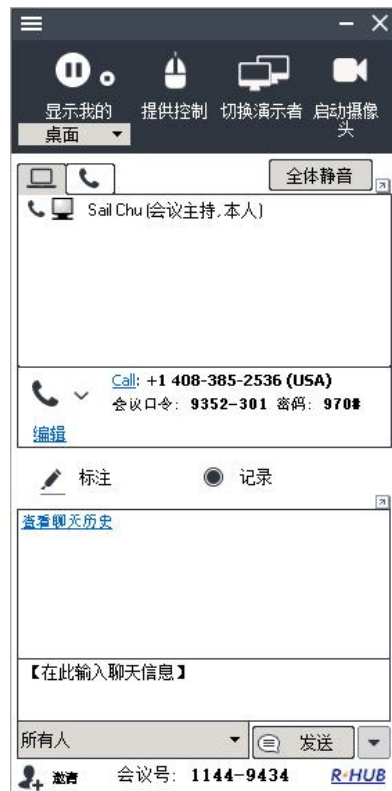 显示我的
桌面
提供控制
切换演示者
启动摄像头
全体静音
Sail Chu (会议主持,本人)
Call: +1 408-385-2536 (USA)
会议口令: 9352-301 密码: 970#
编辑
标注
记录
查看聊天历史
【在此输入聊天信息】
所有人
发送
邀请
会议号: 1144-9434
R-HUB